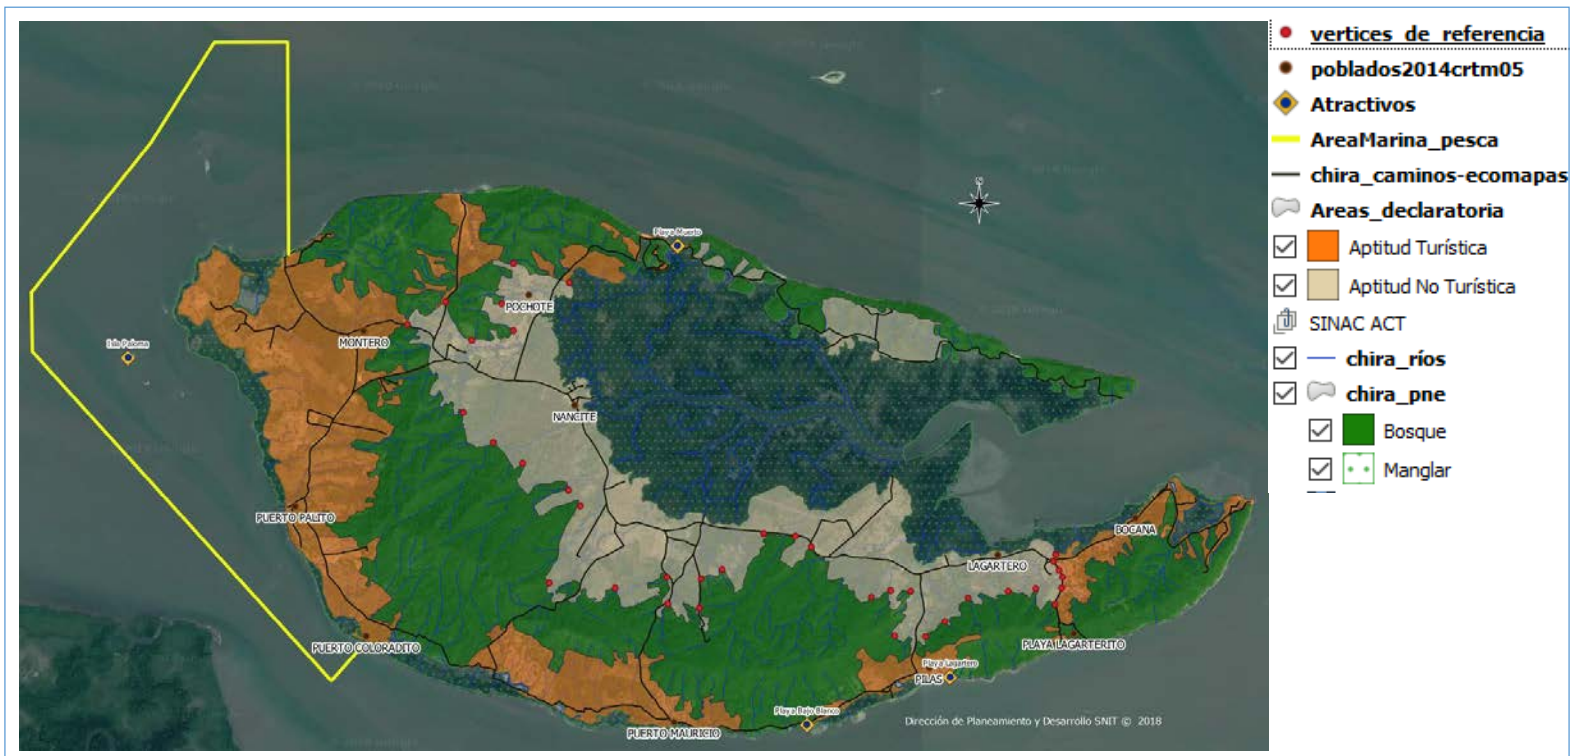 vertices_de_referencia
poblados2014crtm05
Atractivos
AreaMarina_pesca
chira_caminos-ecomapas
Areas_declaratoria
Aptitud Turística
Aptitud No Turística
SINAC ACT
chira_ríos
chira_pne
Bosque
Manglar
N
Playa Muerto
POCHOTE
MONTERO
Isla Paloma
NANCITE
PUERTO PALITO
BOCANA
LAGARTERO
PUERTO COLORADITO
PLAYA LAGARTERITO
Playa Lagartero
PILAS
Playa Bajo Blanco
PUERTO MAURICIO
Dirección de Planeamiento y Desarrollo SNIT © 2018